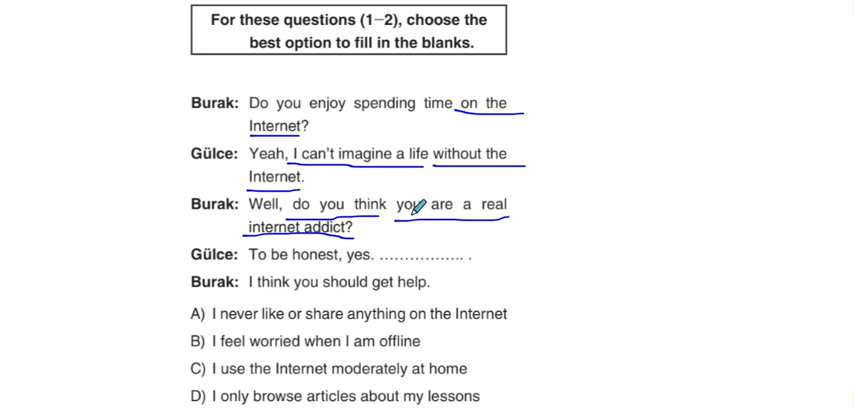 For these questions (1–2), choose the
best option to fill in the blanks.
Burak: Do you enjoy spending time on the
Internet?
Gülce: Yeah, I can't imagine a life without the
Internet.
Burak: Well, do you think you are a real
internet addict?
Gülce: To be honest, yes. .................. .
Burak: I think you should get help.
A) I never like or share anything on the Internet
B) I feel worried when I am offline
C) I use the Internet moderately at home
D) I only browse articles about my lessons